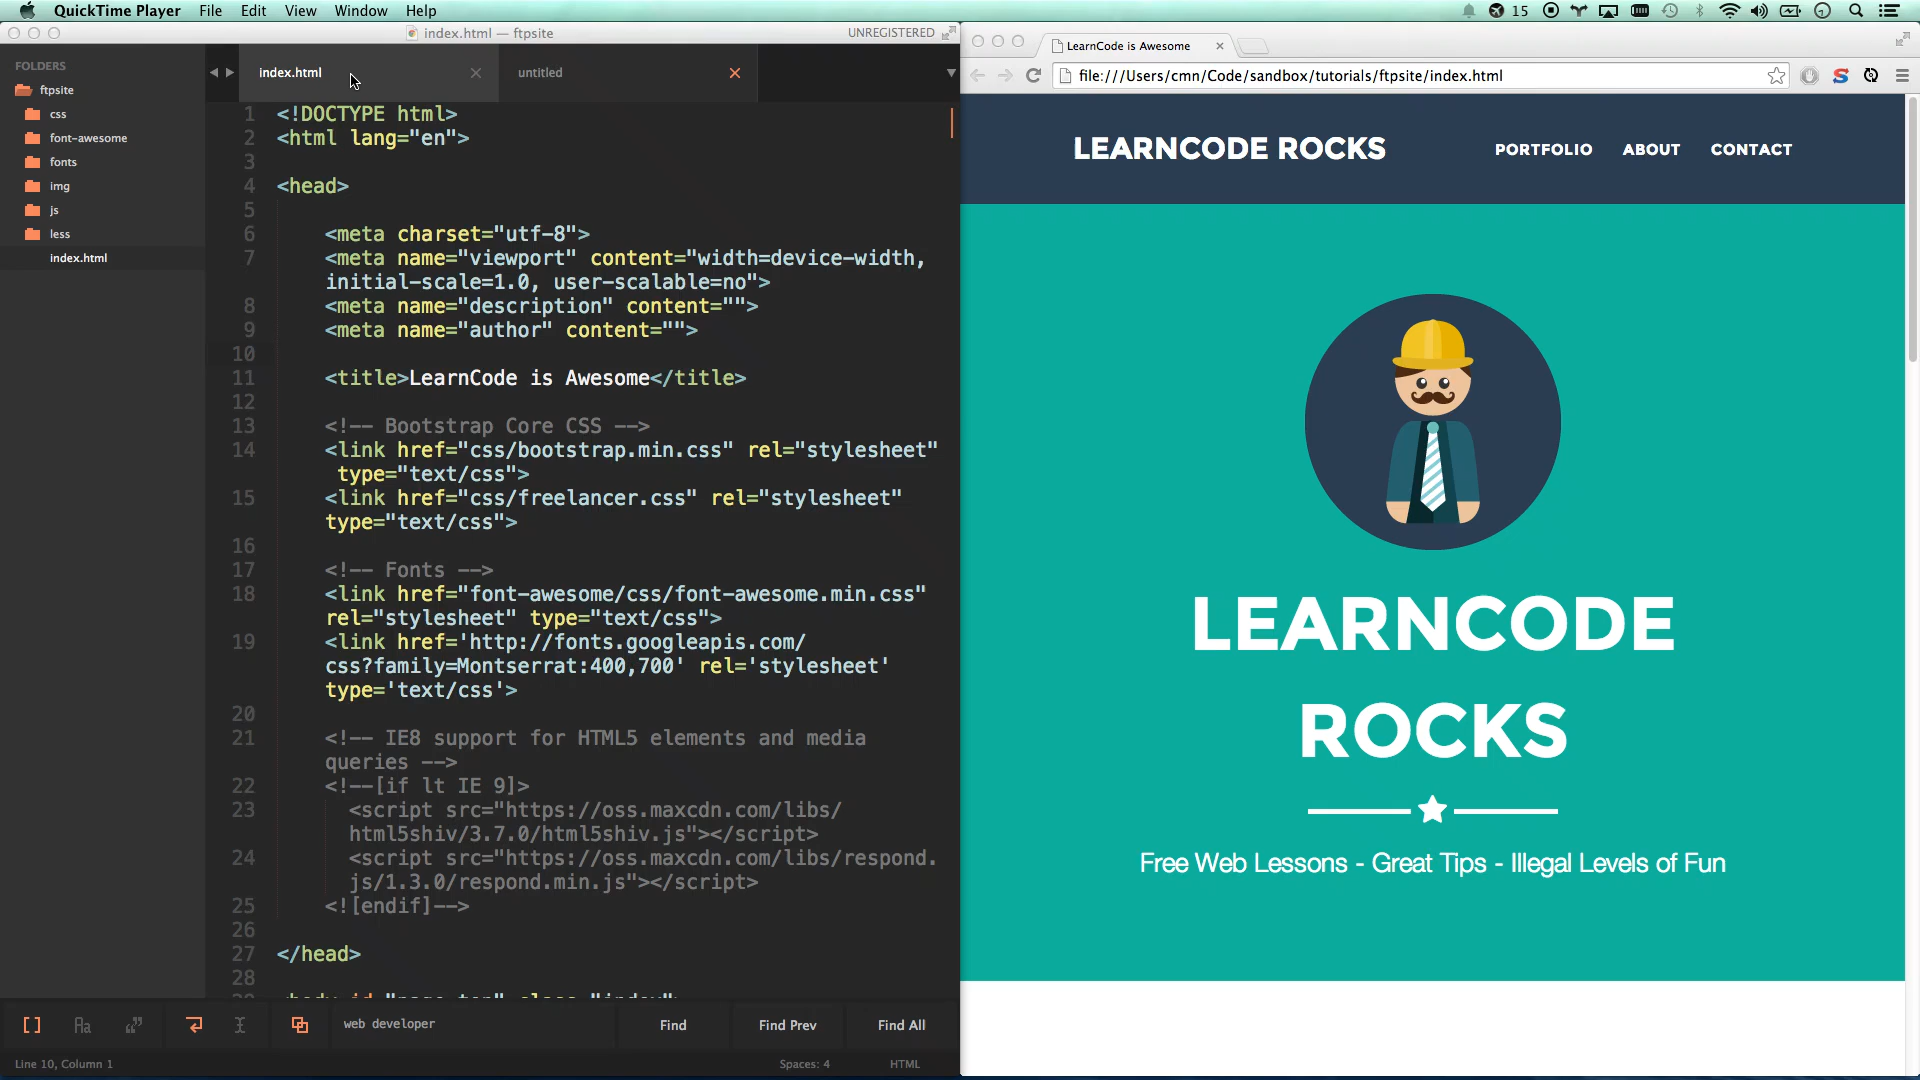 QuickTime Player File Edit View Window Help
15
index.html — ftpsite
UNREGISTERED
FOLDERS
ftpsite
css
font-awesome
fonts
img
js
less
index.html
index.html
untitled
1 <!DOCTYPE html>
2 <html lang="en">
3
4 <head>
5
6 <meta charset="utf-8">
7 <meta name="viewport" content="width=device-width,
initial-scale=1.0, user-scalable=no">
8 <meta name="description" content="">
9 <meta name="author" content="">
10
11 <title>LearnCode is Awesome</title>
12
13 <!-- Bootstrap Core CSS -->
14 <link href="css/bootstrap.min.css" rel="stylesheet"
type="text/css">
15 <link href="css/freelancer.css" rel="stylesheet"
type="text/css">
16
17 <!-- Fonts -->
18 <link href="font-awesome/css/font-awesome.min.css"
rel="stylesheet" type="text/css">
19 <link href='http://fonts.googleapis.com/
css?family=Montserrat:400,700' rel='stylesheet'
type='text/css'>
20
21 <!-- IE8 support for HTML5 elements and media
queries -->
22 <!--[if lt IE 9]>
23 <script src="https://oss.maxcdn.com/libs/
html5shiv/3.7.0/html5shiv.js"></script>
24 <script src="https://oss.maxcdn.com/libs/respond.
js/1.3.0/respond.min.js"></script>
25 <![endif]-->
26
27 </head>
28
web developer
Find
Find Prev
Find All
Line 10, Column 1
Spaces: 4
HTML
LearnCode is Awesome
file:///Users/cmn/Code/sandbox/tutorials/ftpsite/index.html
LEARNCODE ROCKS
PORTFOLIO ABOUT CONTACT
LEARNCODE
ROCKS
Free Web Lessons - Great Tips - Illegal Levels of Fun